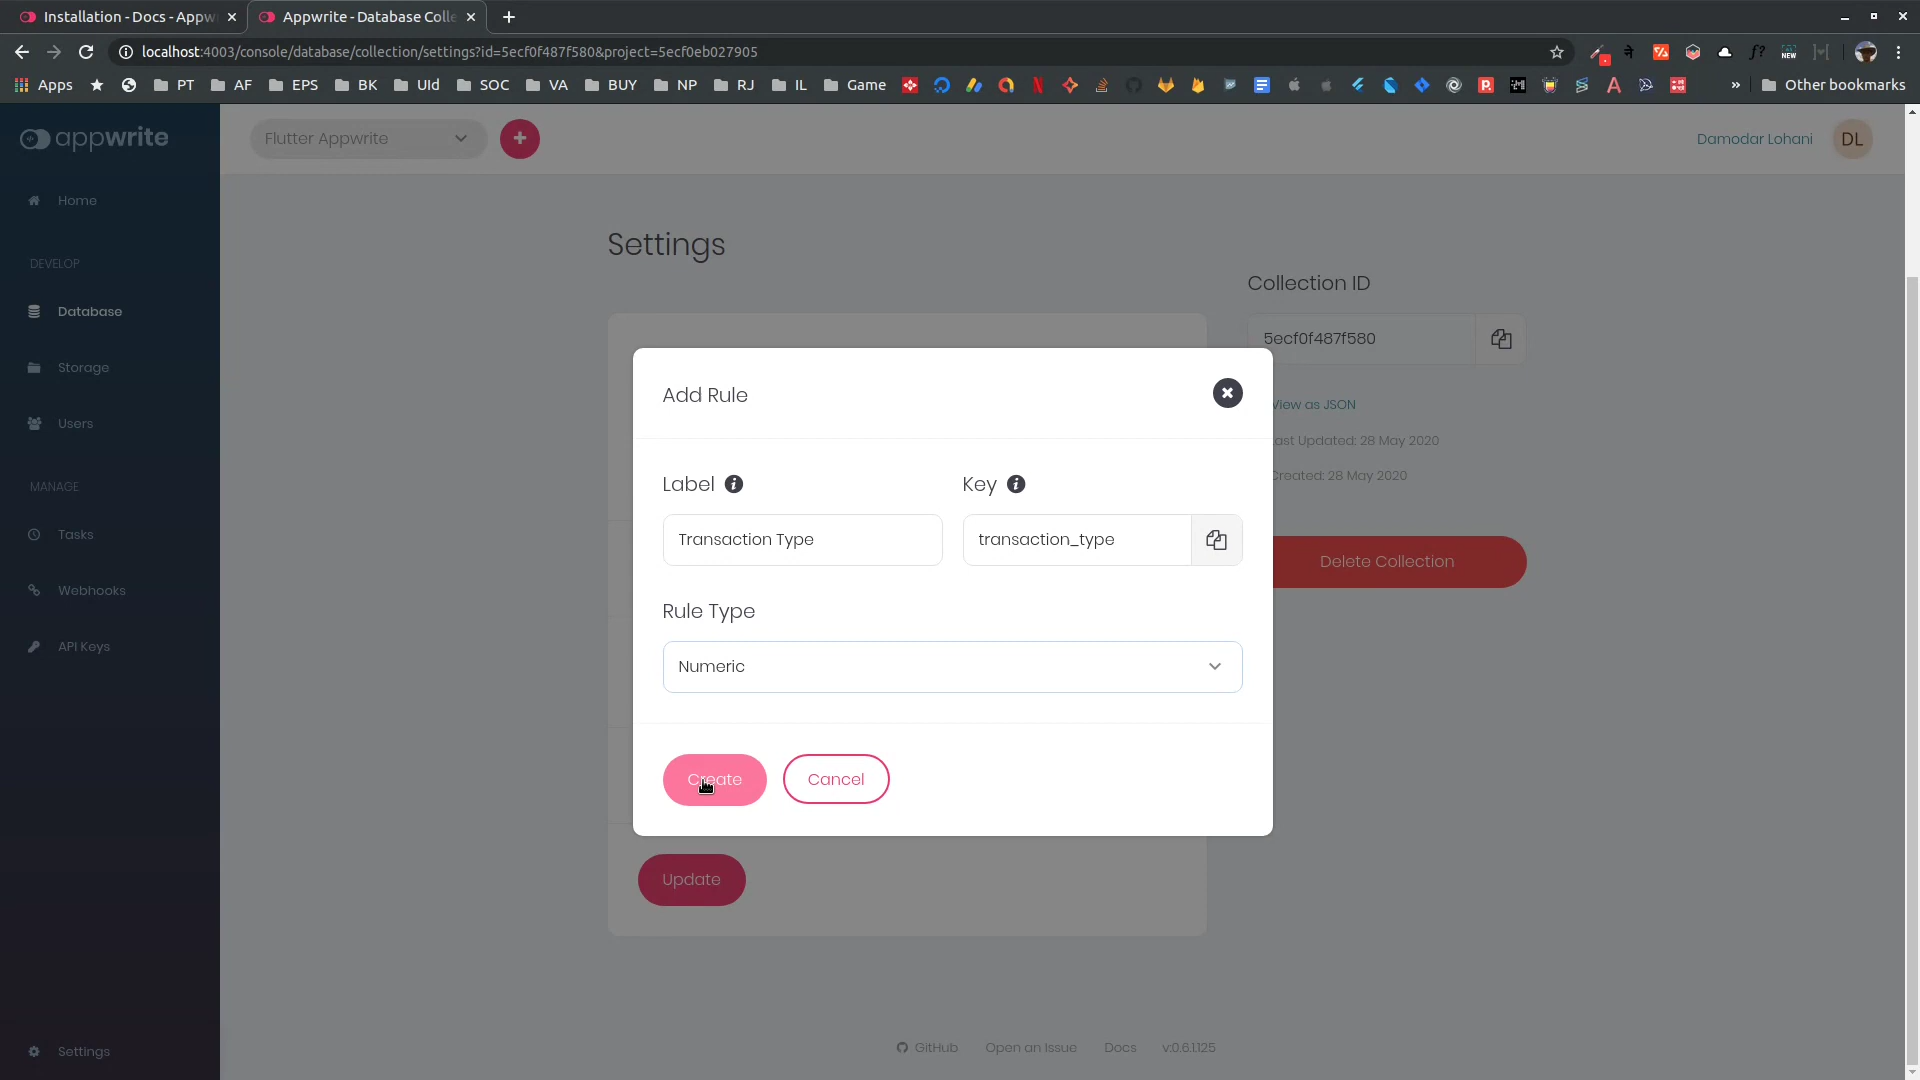 Installation - Docs - Appw
Appwrite - Database Colle
localhost:4003/console/database/collection/settings?id=5ecf0f487f580&project=5ecf0eb027905
Apps PT AF EPS BK UId SOC VA BUY NP RJ IL Game Other bookmarks
appwrite
Flutter Appwrite
Damodar Lohani
DL
Home
DEVELOP
Database
Storage
Users
MANAGE
Tasks
Webhooks
API Keys
Settings
Settings
Collection ID
5ecf0f487f580
View as JSON
Last Updated: 28 May 2020
Created: 28 May 2020
Delete Collection
Add Rule
Label
Key
Transaction Type
transaction_type
Rule Type
Numeric
Create
Cancel
Update
GitHub Open an Issue Docs v:0.6.1.125